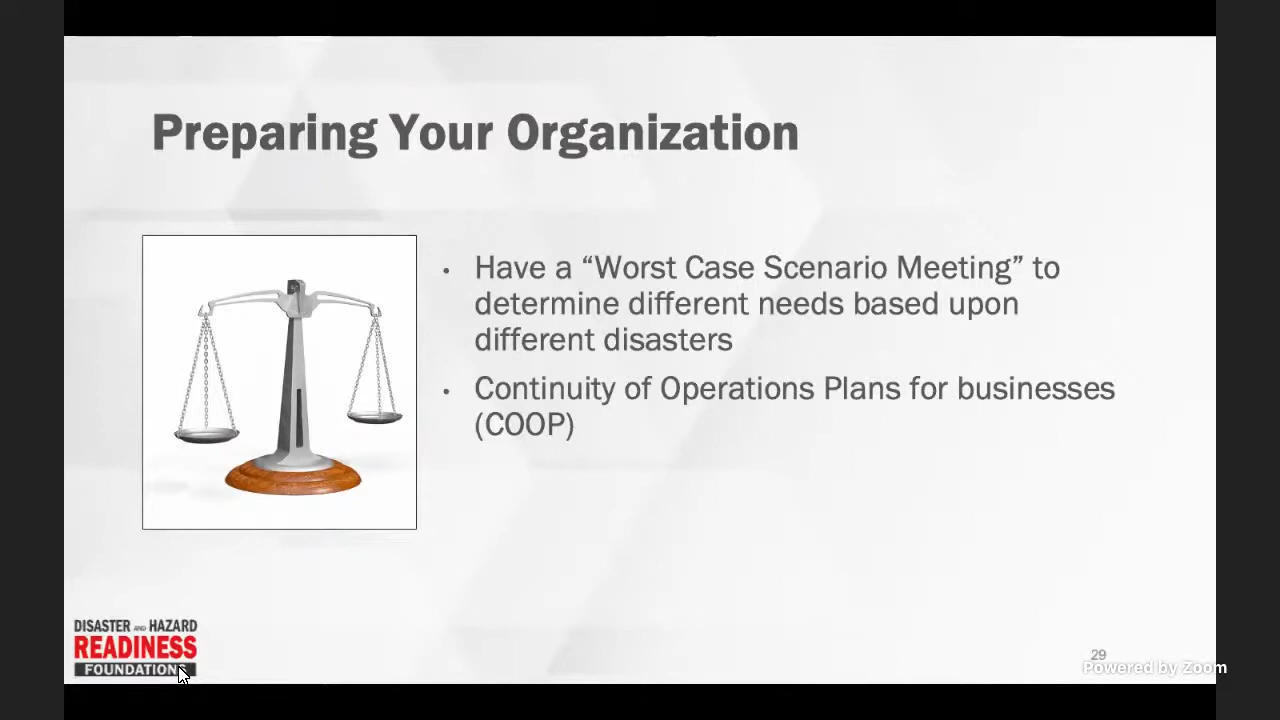 Preparing Your Organization
• Have a “Worst Case Scenario Meeting” to
determine different needs based upon
different disasters
• Continuity of Operations Plans for businesses
(COOP)
DISASTER AND HAZARD
READINESS
FOUNDATIONS
29
Powered by Zoom